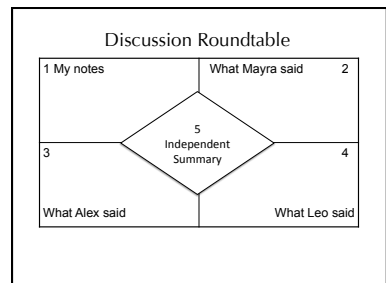 Discussion Roundtable
1 My notes
What Mayra said 2
5
Independent
Summary
3
4
What Alex said
What Leo said